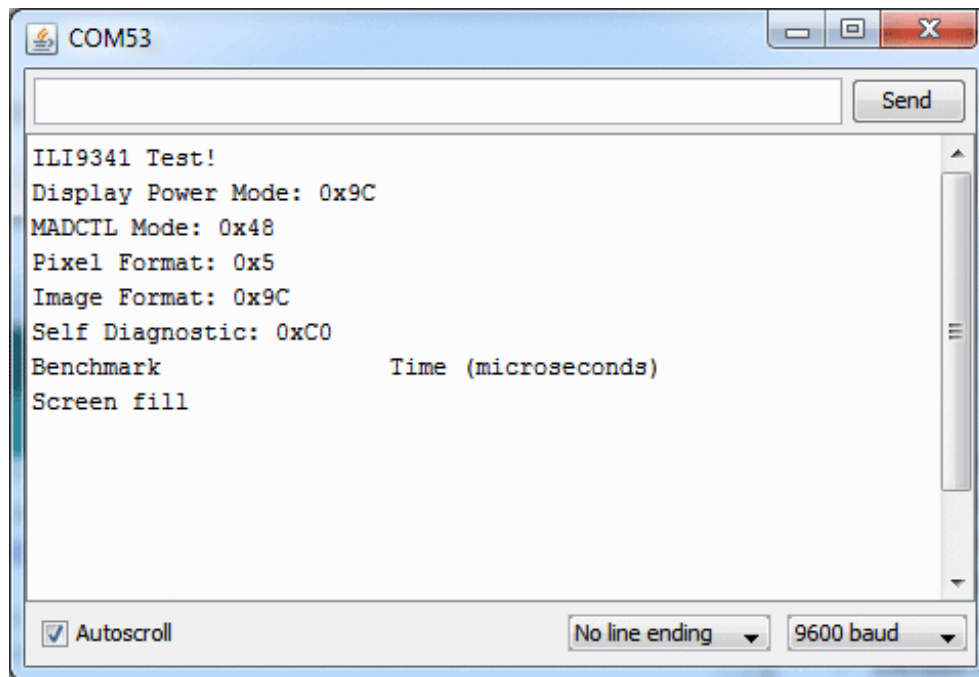 COM53
Send
ILI9341 Test!
Display Power Mode: 0x9C
MADCTL Mode: 0x48
Pixel Format: 0x5
Image Format: 0x9C
Self Diagnostic: 0xC0
Benchmark                Time (microseconds)
Screen fill
Autoscroll No line ending 9600 baud